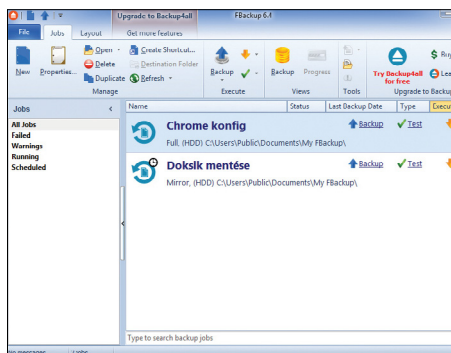 Upgrade to Backup4all FBackup 6.4
File Jobs Layout Get more features
New Properties... Open Delete Duplicate Create Shortcut... Destination Folder Refresh Backup Backup Progress Try Backup4all for free Buy
Manage Execute Views Tools Upgrade to Backup
Jobs Name Status Last Backup Date Type
All Jobs
Failed
Warnings
Running
Scheduled
Chrome konfig Backup Test
Full, (HDD) C:\Users\Public\Documents\My FBackup\
Doksik mentése Backup Test
Mirror, (HDD) C:\Users\Public\Documents\My FBackup\
Type to search backup jobs